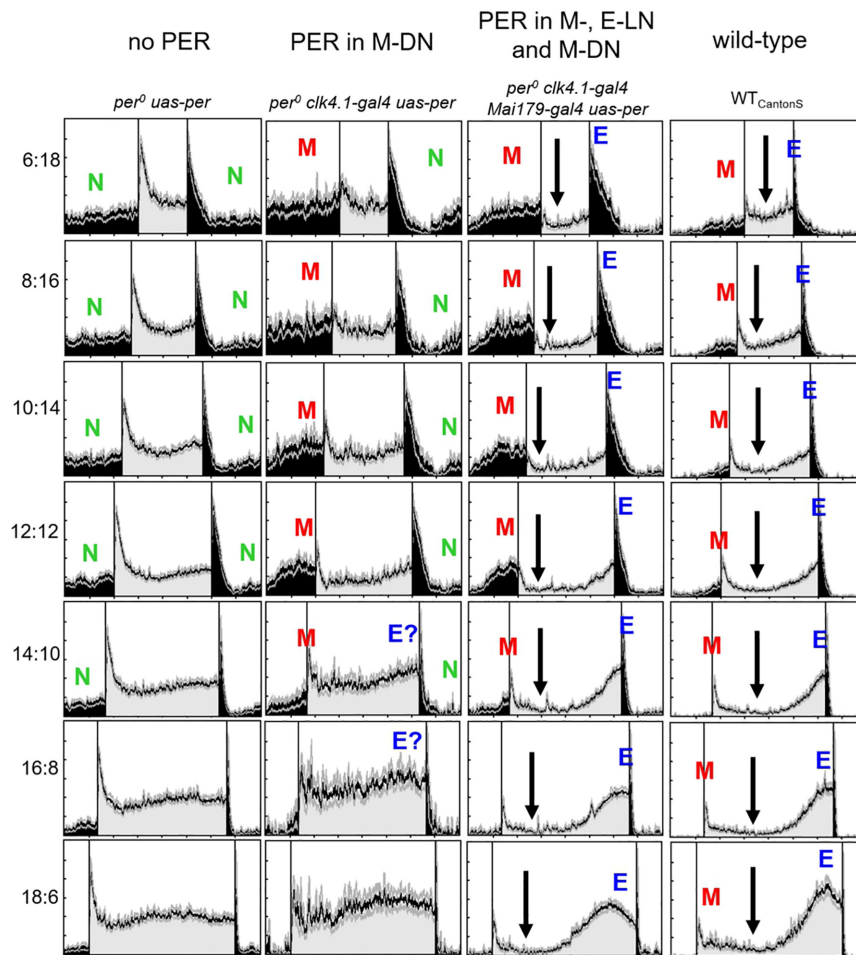 no PER
PER in M-DN
PER in M-, E-LN
and M-DN
wild-type
per⁰ uas-per
per⁰ clk4.1-gal4 uas-per
per⁰ clk4.1-gal4
Mai179-gal4 uas-per
WTCantonS
6:18
N
N
M
N
M
E
M
E
8:16
N
N
M
N
M
E
M
E
10:14
N
N
M
N
M
E
M
E
12:12
N
N
M
N
M
E
M
E
14:10
N
M
E?
N
M
E
M
E
16:8
E?
E
M
E
18:6
E
M
E